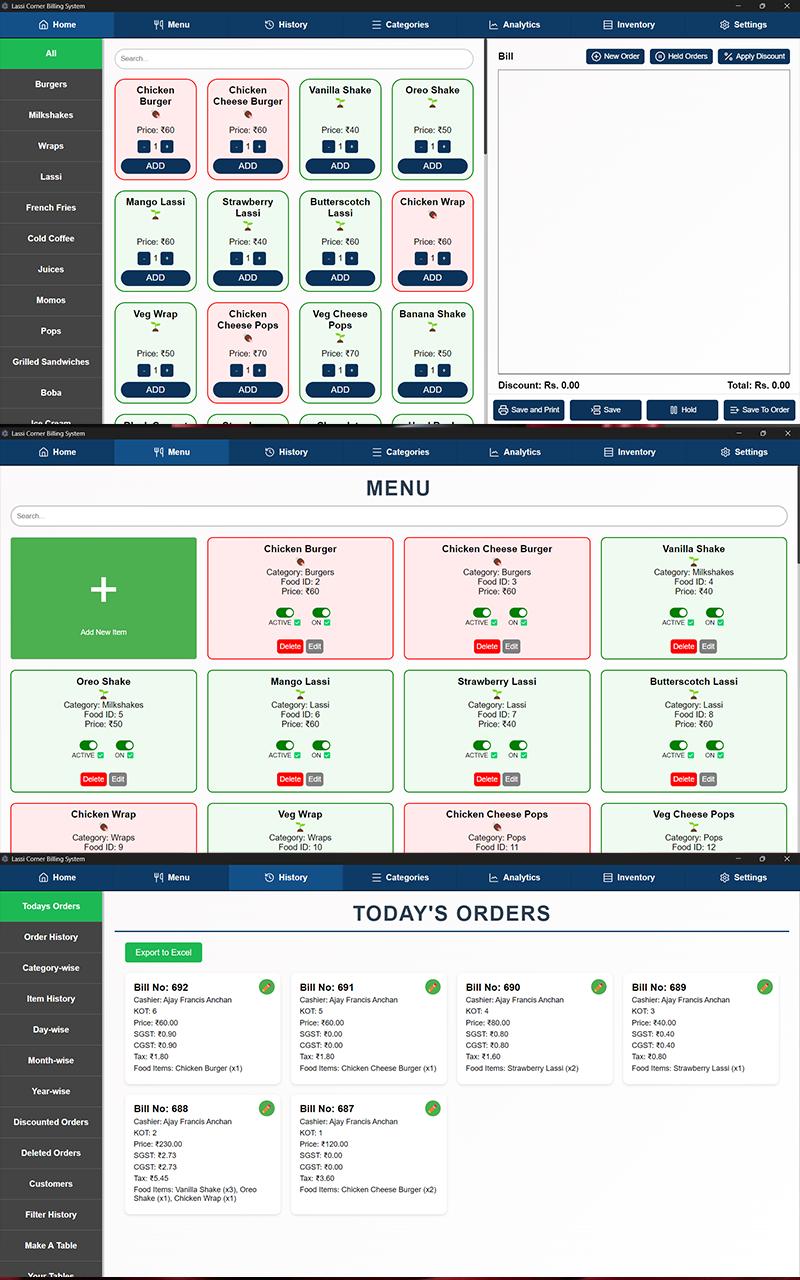 Lassi Corner Billing System
Home Menu History Categories Analytics Inventory Settings
All
Burgers
Milkshakes
Wraps
Lassi
French Fries
Cold Coffee
Juices
Momos
Pops
Grilled Sandwiches
Boba
Ice Cream
Search...
Chicken Burger
Price: ₹60
- 1 +
ADD
Chicken Cheese Burger
Price: ₹60
- 1 +
ADD
Vanilla Shake
Price: ₹40
- 1 +
ADD
Oreo Shake
Price: ₹50
- 1 +
ADD
Mango Lassi
Price: ₹60
- 1 +
ADD
Strawberry Lassi
Price: ₹40
- 1 +
ADD
Butterscotch Lassi
Price: ₹60
- 1 +
ADD
Chicken Wrap
Price: ₹60
- 1 +
ADD
Veg Wrap
Price: ₹50
- 1 +
ADD
Chicken Cheese Pops
Price: ₹70
- 1 +
ADD
Veg Cheese Pops
Price: ₹70
- 1 +
ADD
Banana Shake
Price: ₹50
- 1 +
ADD
Bill
New Order Held Orders Apply Discount
Discount: Rs. 0.00 Total: Rs. 0.00
Save and Print Save Hold Save To Order
Lassi Corner Billing System
Home Menu History Categories Analytics Inventory Settings
MENU
Search...
Add New Item
Chicken Burger
Category: Burgers
Food ID: 2
Price: ₹60
ACTIVE ON
Delete Edit
Chicken Cheese Burger
Category: Burgers
Food ID: 3
Price: ₹60
ACTIVE ON
Delete Edit
Vanilla Shake
Category: Milkshakes
Food ID: 4
Price: ₹40
ACTIVE ON
Delete Edit
Oreo Shake
Category: Milkshakes
Food ID: 5
Price: ₹50
ACTIVE ON
Delete Edit
Mango Lassi
Category: Lassi
Food ID: 6
Price: ₹60
ACTIVE ON
Delete Edit
Strawberry Lassi
Category: Lassi
Food ID: 7
Price: ₹40
ACTIVE ON
Delete Edit
Butterscotch Lassi
Category: Lassi
Food ID: 8
Price: ₹60
ACTIVE ON
Delete Edit
Chicken Wrap
Category: Wraps
Food ID: 9
Veg Wrap
Category: Wraps
Food ID: 10
Chicken Cheese Pops
Category: Pops
Food ID: 11
Veg Cheese Pops
Category: Pops
Food ID: 12
Lassi Corner Billing System
Home Menu History Categories Analytics Inventory Settings
Todays Orders
Order History
Category-wise
Item History
Day-wise
Month-wise
Year-wise
Discounted Orders
Deleted Orders
Customers
Filter History
Make A Table
Your Tables
TODAY'S ORDERS
Export to Excel
Bill No: 692
Cashier: Ajay Francis Anchan
KOT: 6
Price: ₹60.00
SGST: ₹0.90
CGST: ₹0.90
Tax: ₹1.80
Food Items: Chicken Burger (x1)
Bill No: 691
Cashier: Ajay Francis Anchan
KOT: 5
Price: ₹60.00
SGST: ₹0.00
CGST: ₹0.00
Tax: ₹1.80
Food Items: Chicken Cheese Burger (x1)
Bill No: 690
Cashier: Ajay Francis Anchan
KOT: 4
Price: ₹80.00
SGST: ₹0.80
CGST: ₹0.80
Tax: ₹1.60
Food Items: Strawberry Lassi (x2)
Bill No: 689
Cashier: Ajay Francis Anchan
KOT: 3
Price: ₹40.00
SGST: ₹0.40
CGST: ₹0.40
Tax: ₹0.80
Food Items: Strawberry Lassi (x1)
Bill No: 688
Cashier: Ajay Francis Anchan
KOT: 2
Price: ₹230.00
SGST: ₹2.73
CGST: ₹2.73
Tax: ₹5.45
Food Items: Vanilla Shake (x3), Oreo
Shake (x1), Chicken Wrap (x1)
Bill No: 687
Cashier: Ajay Francis Anchan
KOT: 1
Price: ₹120.00
SGST: ₹0.00
CGST: ₹0.00
Tax: ₹3.60
Food Items: Chicken Cheese Burger (x2)